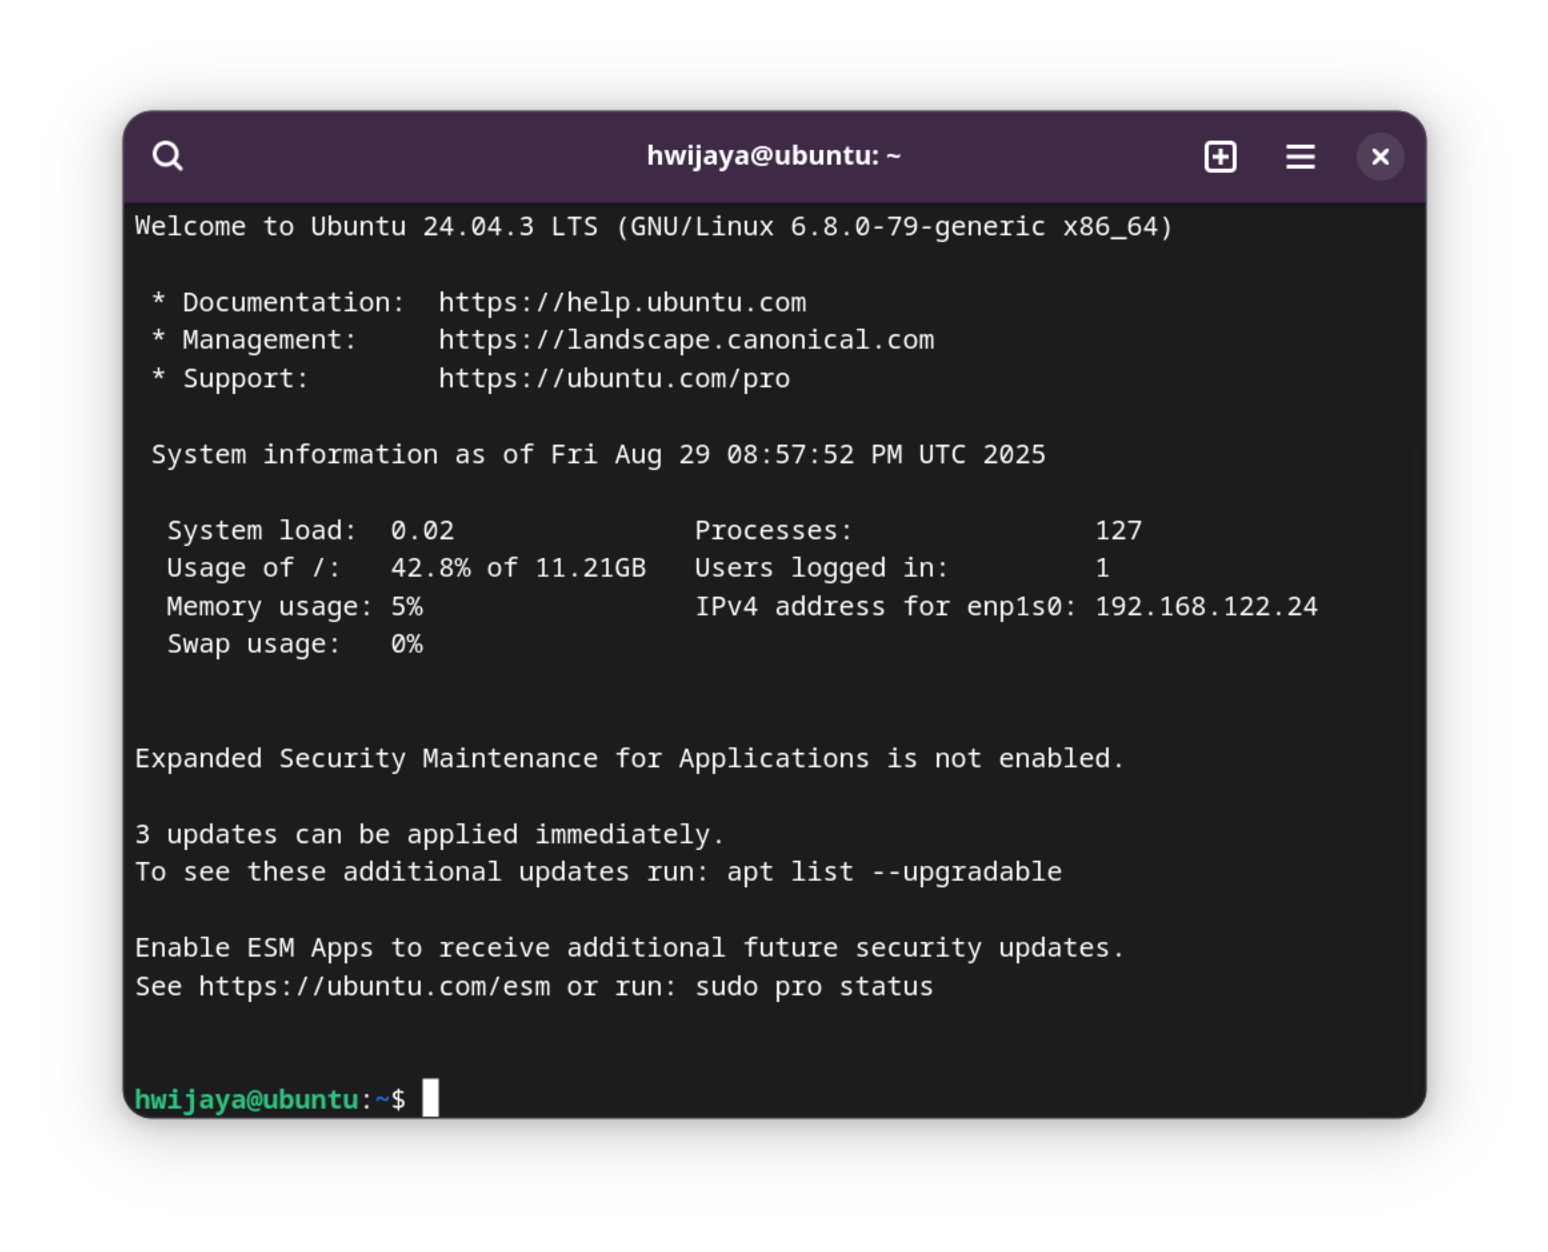 hwijaya@ubuntu: ~
Welcome to Ubuntu 24.04.3 LTS (GNU/Linux 6.8.0-79-generic x86_64)
* Documentation:  https://help.ubuntu.com
* Management:     https://landscape.canonical.com
* Support:        https://ubuntu.com/pro
System information as of Fri Aug 29 08:57:52 PM UTC 2025
System load:  0.02               Processes:               127
Usage of /:   42.8% of 11.21GB   Users logged in:         1
Memory usage: 5%                 IPv4 address for enp1s0: 192.168.122.24
Swap usage:   0%
Expanded Security Maintenance for Applications is not enabled.
3 updates can be applied immediately.
To see these additional updates run: apt list --upgradable
Enable ESM Apps to receive additional future security updates.
See https://ubuntu.com/esm or run: sudo pro status
hwijaya@ubuntu:~$